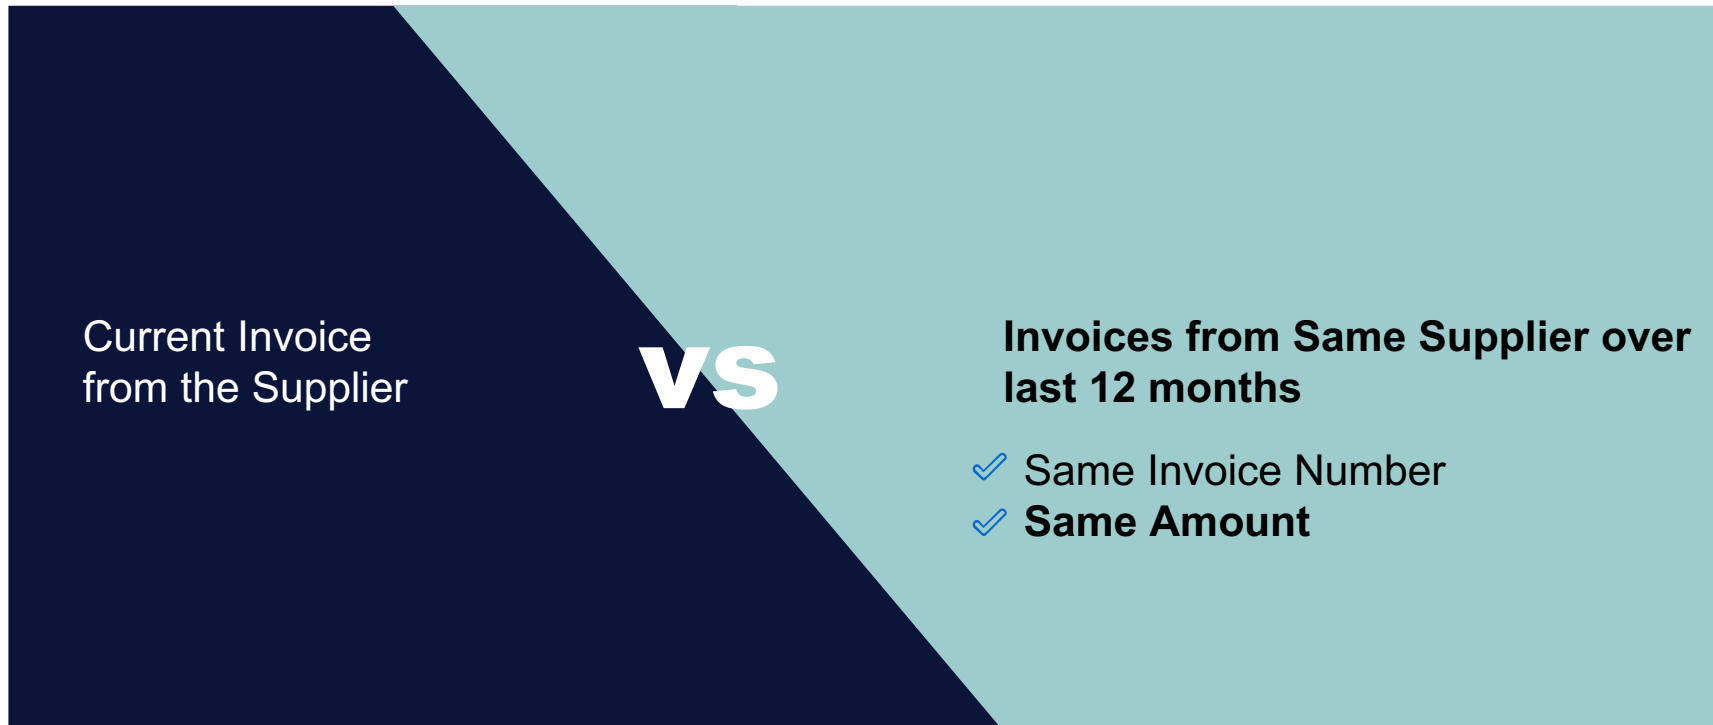 Current Invoice
from the Supplier
vs
Invoices from Same Supplier over
last 12 months
Same Invoice Number
Same Amount